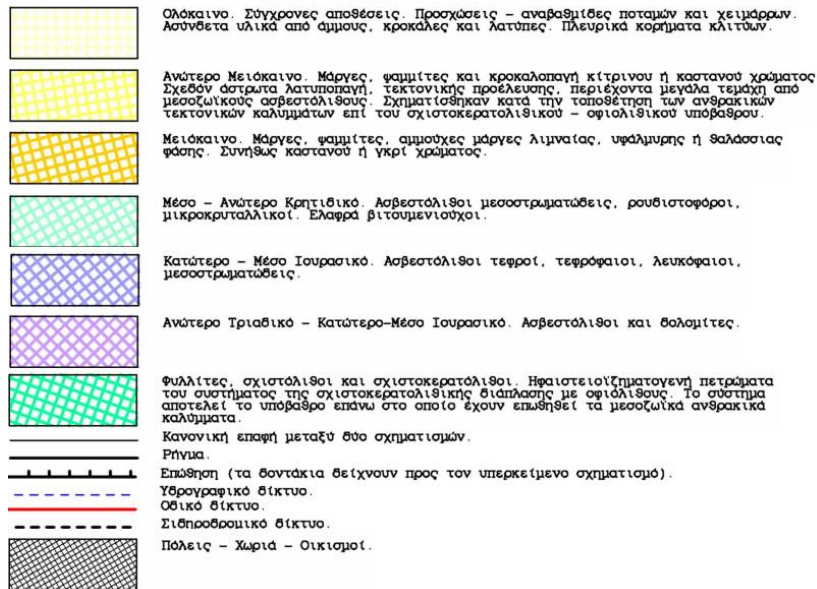 Ολόκαινο. Σύγχρονες αποθέσεις. Προσχώσεις – αναβαθμίδες ποταμών και χειμάρρων.
Ασύνδετα υλικά από άμμους, κροκάλες και λατύπες. Πλευρικά κορήματα κλιτύων.
Ανώτερο Μειόκαινο. Μάργες, ψαμμίτες και κροκαλοπαγή κίτρινου ή καστανού χρώματος
Σχεδόν άστρωτα λατυποπαγή, τεκτονικής προέλευσης, περιέχοντα μεγάλα τεμάχη από
μεσοζωϊκούς ασβεστόλιθους. Σχηματίσθηκαν κατά την τοποθέτηση των ανθρακικών
τεκτονικών καλυμμάτων επί του σχιστοκερατολιθικού – οφιολιθικού υπόβαθρου.
Μειόκαινο. Μάργες, ψαμμίτες, αμμούχες μάργες λιμναίας, υφάλμυρης ή θαλάσσιας
φάσης. Συνήθως καστανού ή γκρί χρώματος.
Μέσο – Ανώτερο Κρητιδικό. Ασβεστόλιθοι μεσοστρωματώδεις, ρουδιστοφόροι,
μικροκρυταλλικοί. Ελαφρά βιτουμενιούχοι.
Κατώτερο – Μέσο Ιουρασικό. Ασβεστόλιθοι τεφροί, τεφρόφαιοι, λευκόφαιοι,
μεσοστρωματώδεις.
Ανώτερο Τριαδικό – Κατώτερο-Μέσο Ιουρασικό. Ασβεστόλιθοι και δολομίτες.
Φυλλίτες, σχιστόλιθοι και σχιστοκερατόλιθοι. Ηφαιστειοϊζηματογενή πετρώματα
του συστήματος της σχιστοκερατολιθικής διάπλασης με οφιόλιθους. Το σύστημα
αποτελεί το υπόβαθρο επάνω στο οποίο έχουν επωθηθεί τα μεσοζωϊκά ανθρακικά
καλύμματα.
Κανονική επαφή μεταξύ δύο σχηματισμών.
Ρήγμα.
Επώθηση (τα δοντάκια δείχνουν προς τον υπερκείμενο σχηματισμό).
Υδρογραφικό δίκτυο.
Οδικό δίκτυο.
Σιδηροδρομικό δίκτυο.
Πόλεις – Χωριά – Οικισμοί.